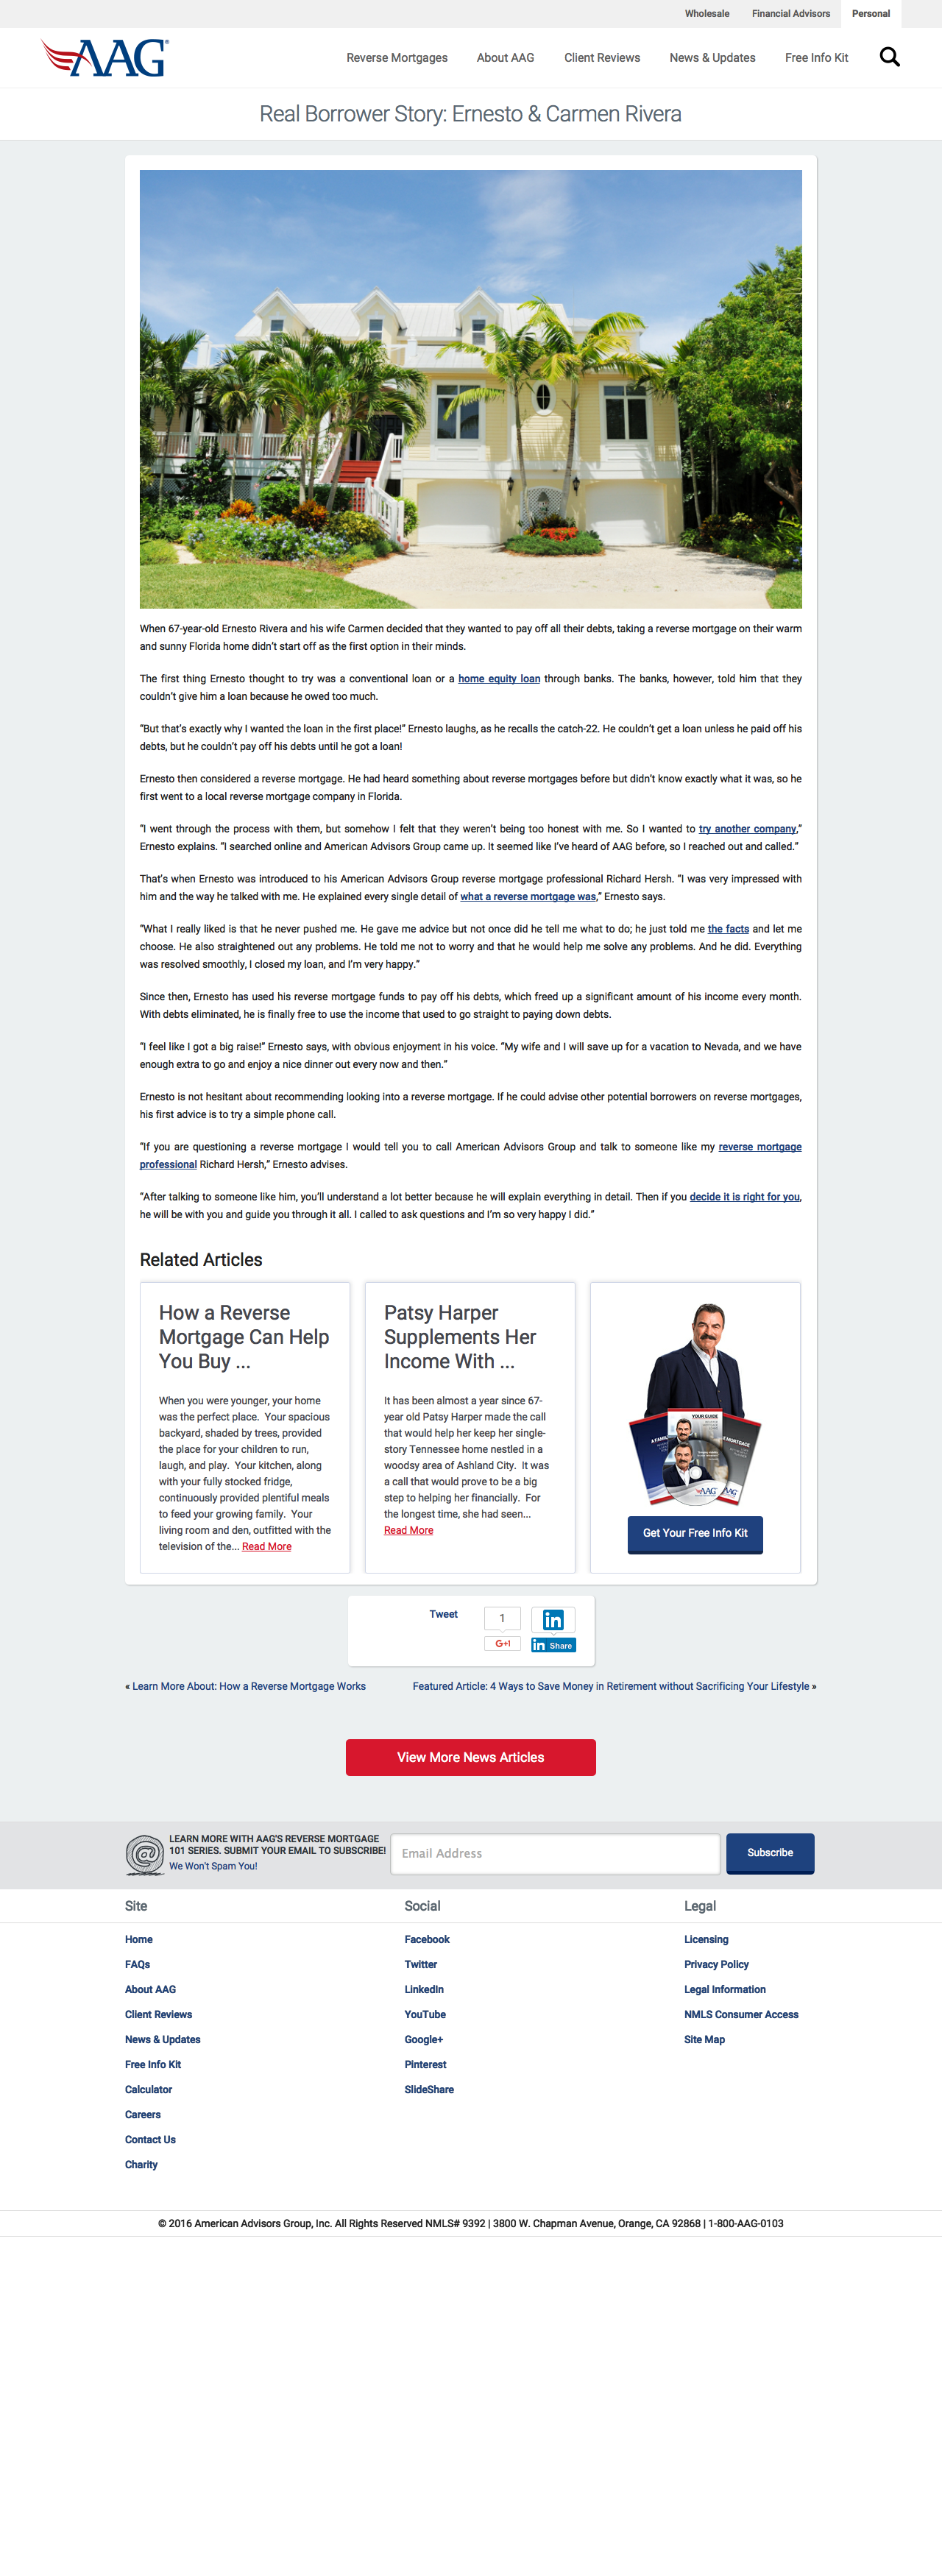 Wholesale Financial Advisors Personal
AAG®
Reverse Mortgages About AAG Client Reviews News & Updates Free Info Kit
Real Borrower Story: Ernesto & Carmen Rivera
When 67-year-old Ernesto Rivera and his wife Carmen decided that they wanted to pay off all their debts, taking a reverse mortgage on their warm
and sunny Florida home didn’t start off as the first option in their minds.
The first thing Ernesto thought to try was a conventional loan or a home equity loan through banks. The banks, however, told him that they
couldn’t give him a loan because he owed too much.
“But that’s exactly why I wanted the loan in the first place!” Ernesto laughs, as he recalls the catch-22. He couldn’t get a loan unless he paid off his
debts, but he couldn’t pay off his debts until he got a loan!
Ernesto then considered a reverse mortgage. He had heard something about reverse mortgages before but didn’t know exactly what it was, so he
first went to a local reverse mortgage company in Florida.
“I went through the process with them, but somehow I felt that they weren’t being too honest with me. So I wanted to try another company,”
Ernesto explains. “I searched online and American Advisors Group came up. It seemed like I’ve heard of AAG before, so I reached out and called.”
That’s when Ernesto was introduced to his American Advisors Group reverse mortgage professional Richard Hersh. “I was very impressed with
him and the way he talked with me. He explained every single detail of what a reverse mortgage was,” Ernesto says.
“What I really liked is that he never pushed me. He gave me advice but not once did he tell me what to do; he just told me the facts and let me
choose. He also straightened out any problems. He told me not to worry and that he would help me solve any problems. And he did. Everything
was resolved smoothly, I closed my loan, and I’m very happy.”
Since then, Ernesto has used his reverse mortgage funds to pay off his debts, which freed up a significant amount of his income every month.
With debts eliminated, he is finally free to use the income that used to go straight to paying down debts.
“I feel like I got a big raise!” Ernesto says, with obvious enjoyment in his voice. “My wife and I will save up for a vacation to Nevada, and we have
enough extra to go and enjoy a nice dinner out every now and then.”
Ernesto is not hesitant about recommending looking into a reverse mortgage. If he could advise other potential borrowers on reverse mortgages,
his first advice is to try a simple phone call.
“If you are questioning a reverse mortgage I would tell you to call American Advisors Group and talk to someone like my reverse mortgage
professional Richard Hersh,” Ernesto advises.
“After talking to someone like him, you’ll understand a lot better because he will explain everything in detail. Then if you decide it is right for you,
he will be with you and guide you through it all. I called to ask questions and I’m so very happy I did.”
Related Articles
How a Reverse
Mortgage Can Help
You Buy ...
When you were younger, your home
was the perfect place. Your spacious
backyard, shaded by trees, provided
the place for your children to run,
laugh, and play. Your kitchen, along
with your fully stocked fridge,
continuously provided plentiful meals
to feed your growing family. Your
living room and den, outfitted with the
television of the... Read More
Patsy Harper
Supplements Her
Income With ...
It has been almost a year since 67-
year old Patsy Harper made the call
that would help her keep her single-
story Tennessee home nestled in a
woodsy area of Ashland City. It was
a call that would prove to be a big
step to helping her financially. For
the longest time, she had seen...
Read More
YOUR GUIDE
MORTGAGE
AAG
AAG
Get Your Free Info Kit
Tweet
1
G+1
in
in Share
« Learn More About: How a Reverse Mortgage Works
Featured Article: 4 Ways to Save Money in Retirement without Sacrificing Your Lifestyle »
View More News Articles
@
LEARN MORE WITH AAG'S REVERSE MORTGAGE
101 SERIES. SUBMIT YOUR EMAIL TO SUBSCRIBE!
We Won't Spam You!
Email Address
Subscribe
Site
Home
FAQs
About AAG
Client Reviews
News & Updates
Free Info Kit
Calculator
Careers
Contact Us
Charity
Social
Facebook
Twitter
LinkedIn
YouTube
Google+
Pinterest
SlideShare
Legal
Licensing
Privacy Policy
Legal Information
NMLS Consumer Access
Site Map
© 2016 American Advisors Group, Inc. All Rights Reserved NMLS# 9392 | 3800 W. Chapman Avenue, Orange, CA 92868 | 1-800-AAG-0103